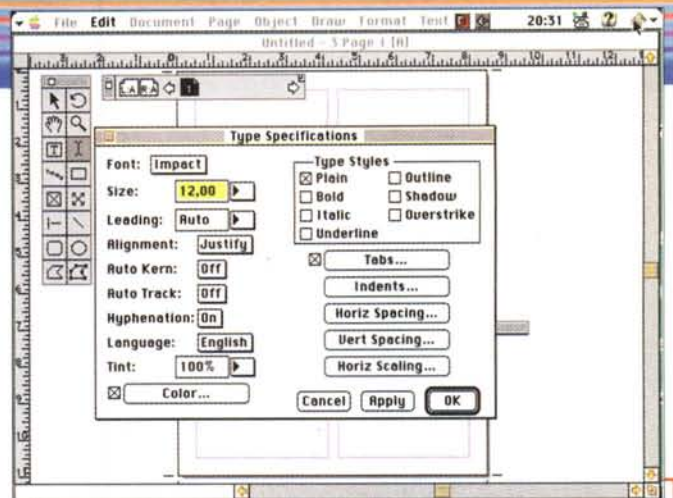 File Edit Document Page Object Draw Format Text 20:31
Untitled - 3 Page 1 [A]
LA RA 1
Type Specifications
Font: Impact
Size: 12,00
Leading: Auto
Alignment: Justify
Auto Kern: Off
Auto Track: Off
Hyphenation: On
Language: English
Tint: 100%
Color...
Type Styles
Plain Outline
Bold Shadow
Italic Overstrike
Underline
Tabs...
Indents...
Horiz Spacing...
Vert Spacing...
Horiz Scaling...
Cancel Apply OK